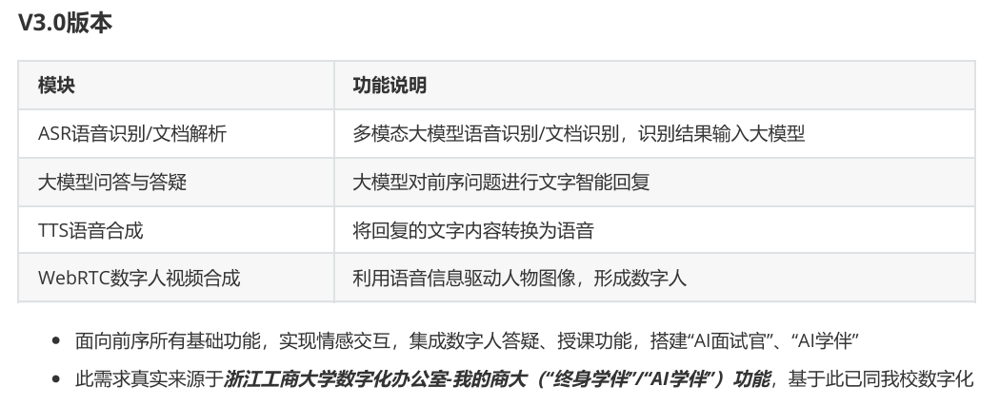 V3.0版本
模块 功能说明
ASR语音识别/文档解析 多模态大模型语音识别/文档识别，识别结果输入大模型
大模型问答与答疑 大模型对前序问题进行文字智能回复
TTS语音合成 将回复的文字内容转换为语音
WebRTC数字人视频合成 利用语音信息驱动人物图像，形成数字人
• 面向前序所有基础功能，实现情感交互，集成数字人答疑、授课功能，搭建“AI面试官”、“AI学伴”
• 此需求真实来源于浙江工商大学数字化办公室-我的商大（“终身学伴”/“AI学伴”）功能，基于此已同我校数字化